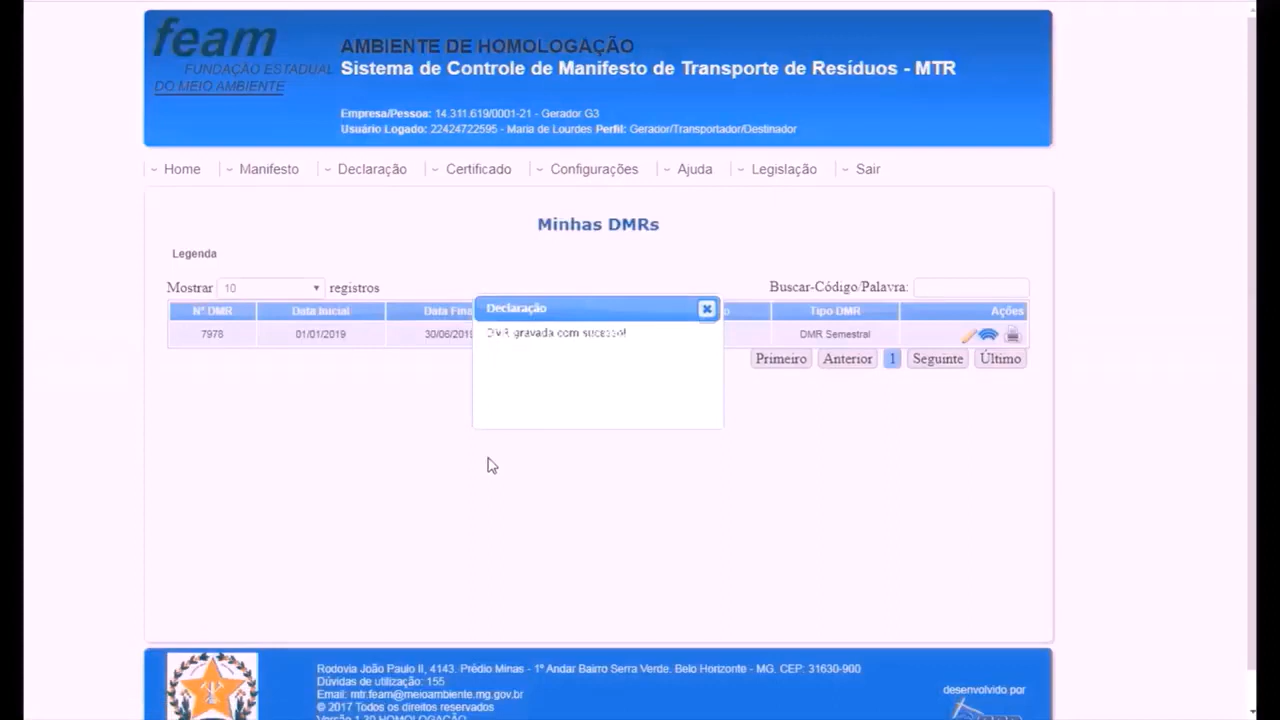 feam
FUNDAÇÃO ESTADUAL
DO MEIO AMBIENTE
AMBIENTE DE HOMOLOGAÇÃO
Sistema de Controle de Manifesto de Transporte de Resíduos - MTR
Empresa/Pessoa: 14.311.619/0001-21 - Gerador G3
Usuário Logado: 22424722595 - Maria de Lourdes Perfil: Gerador/Transportador/Destinador
Home Manifesto Declaração Certificado Configurações Ajuda Legislação Sair
Minhas DMRs
Legenda
Mostrar 10 registros Buscar-Código/Palavra:
Nº DMR Data Inicial Data Fina o Tipo DMR Ações
7978 01/01/2019 30/06/2019 DMR Semestral
Declaração
gravada com sucesso!
Primeiro Anterior 1 Seguinte Último
Rodovia João Paulo II, 4143. Prédio Minas - 1º Andar Bairro Serra Verde. Belo Horizonte - MG. CEP: 31630-900
Dúvidas de utilização: 155
Email: mtr.feam@meioambiente.mg.gov.br
© 2017 Todos os direitos reservados
Versão 1.30 HOMOLOGAÇÃO
desenvolvido por